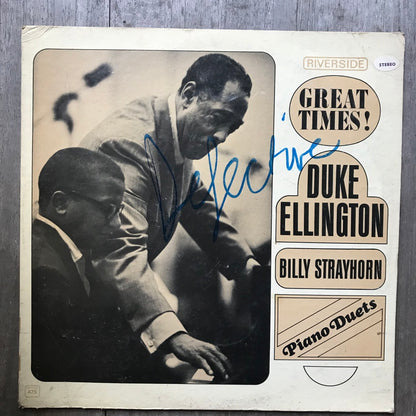 RIVERSIDE
STEREO
GREAT
TIMES!
DUKE
ELLINGTON
BILLY STRAYHORN
Piano Duets
Defective